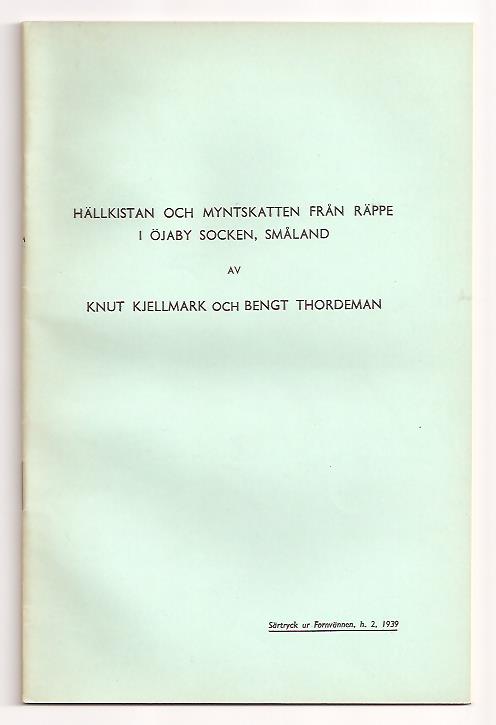 HÄLLKISTAN OCH MYNTSKATTEN FRÅN RÄPPE
I ÖJABY SOCKEN, SMÅLAND
AV
KNUT KJELLMARK OCH BENGT THORDEMAN
Särtryck ur Fornvännen, h. 2, 1939